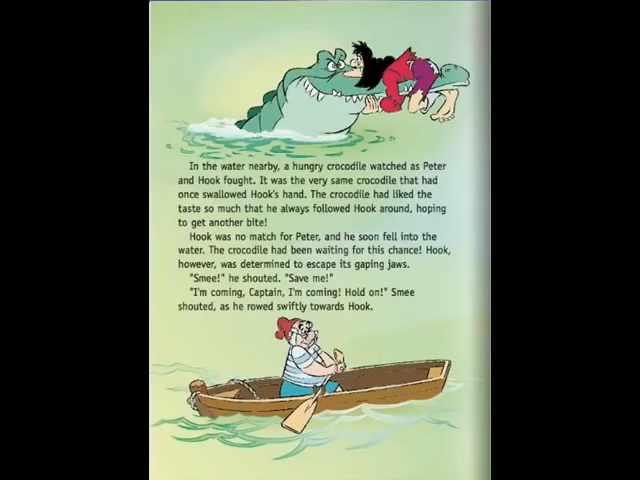 In the water nearby, a hungry crocodile watched as Peter
and Hook fought. It was the very same crocodile that had
once swallowed Hook's hand. The crocodile had liked the
taste so much that he always followed Hook around, hoping
to get another bite!
Hook was no match for Peter, and he soon fell into the
water. The crocodile had been waiting for this chance! Hook,
however, was determined to escape its gaping jaws.
"Smee!" he shouted. "Save me!"
"I'm coming, Captain, I'm coming! Hold on!" Smee
shouted, as he rowed swiftly towards Hook.